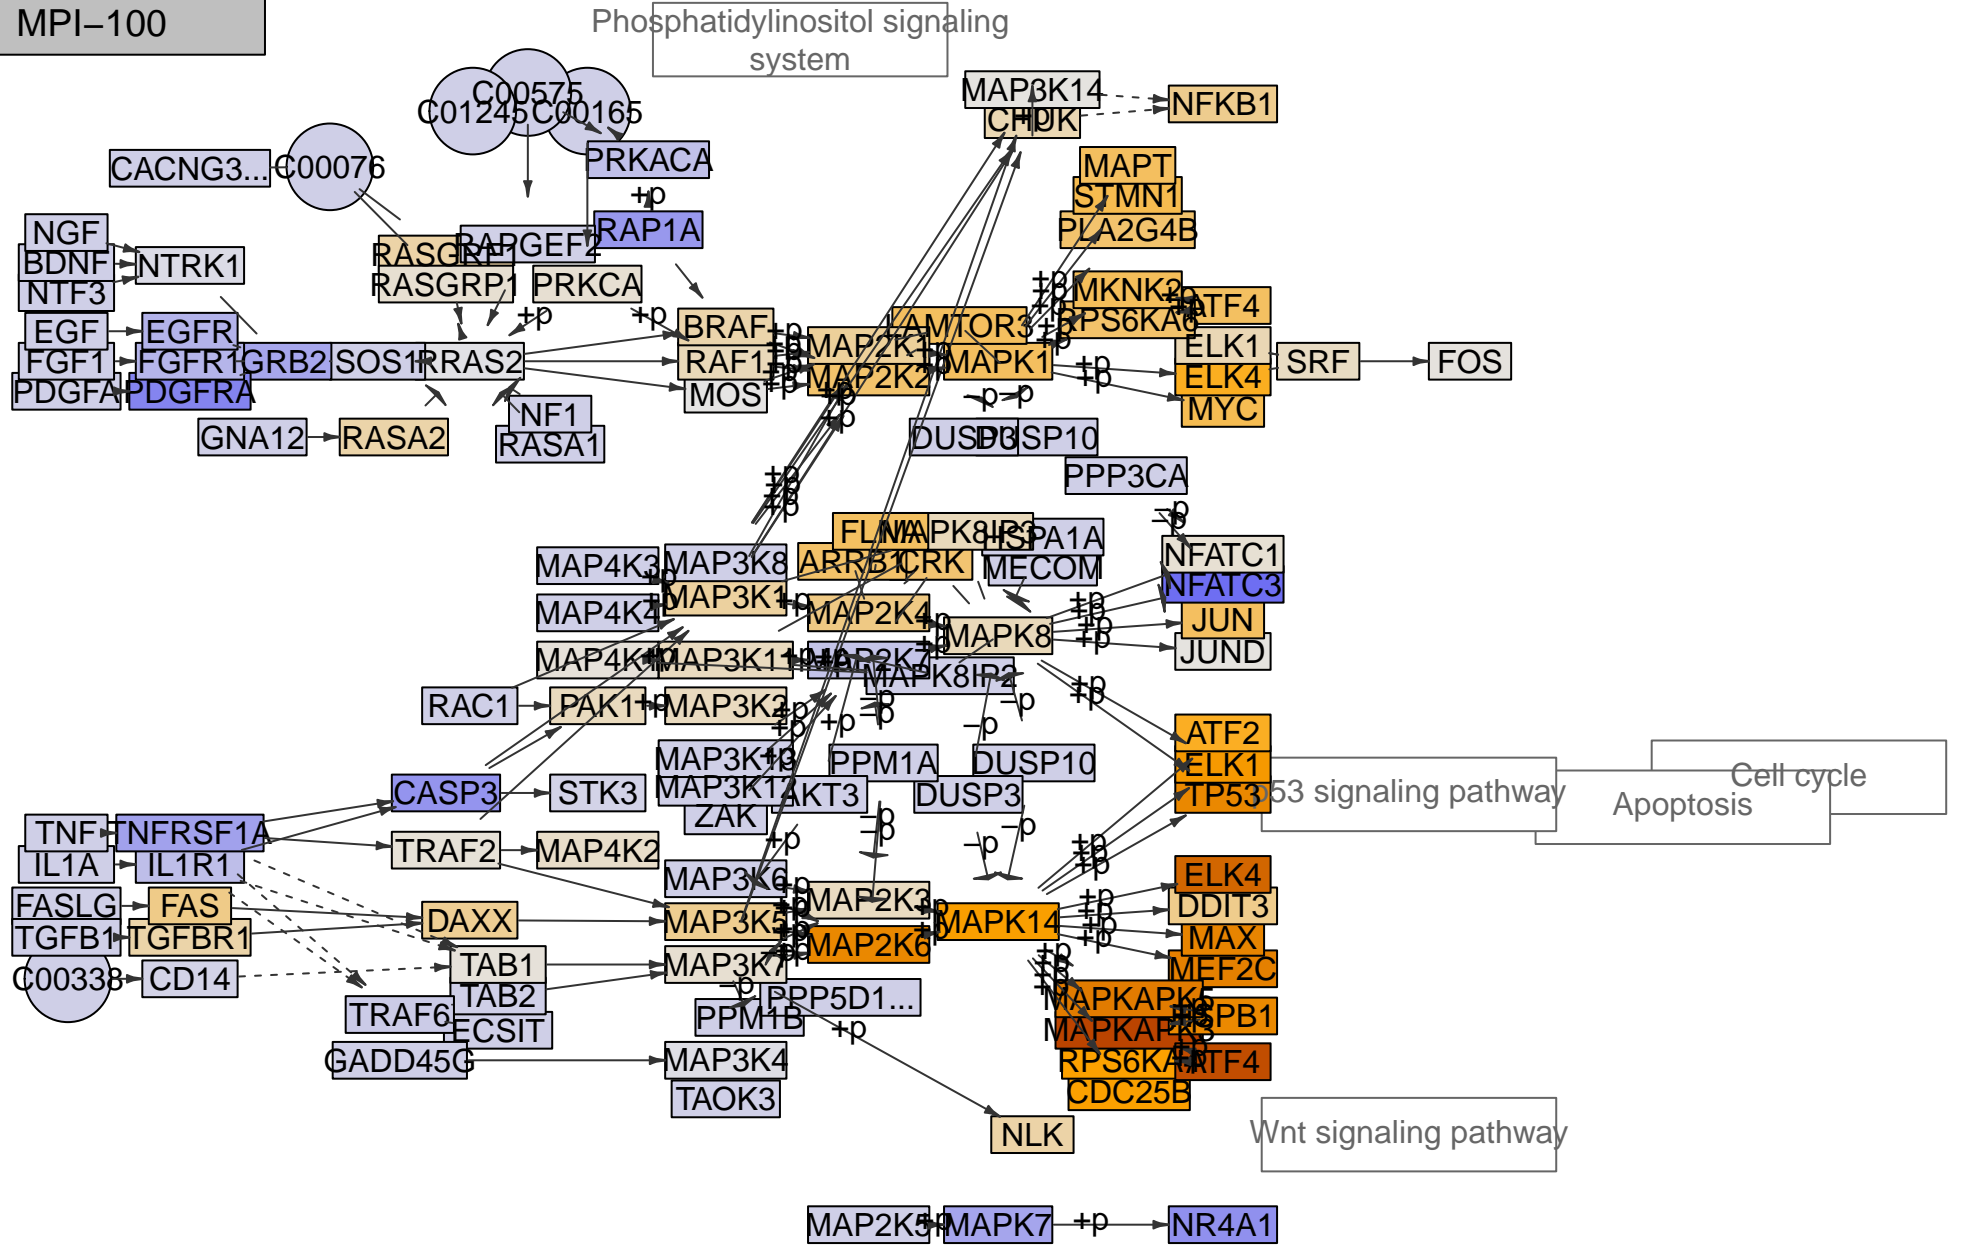 MPI−100
Phosphatidylinositol signaling
system
C00575
C01245
C00165
MAP3K14
CHUK
+p
NFKB1
CACNG3...
C00076
PRKACA
+p
RAP1A
MAPT
STMN1
PLA2G4B
NGF
BDNF
NTF3
NTRK1
RASGRP1
RAPGEF2
PRKCA
+p
+p
EGF
EGFR
FGF1
FGFR1
PDGFA
PDGFRA
GRB2
SOS1
RRAS2
BRAF
RAF1
MOS
+p
+p
+p
MAP2K1
MAP2K2
LAMTOR3
MAPK1
+p
+p
+p
+p
MKNK2
RPS6KA6
+p
+p
ATF4
ELK1
ELK4
MYC
+p
+p
SRF
FOS
GNA12
RASA2
NF1
RASA1
+p
+p
−p
−p
DUSP3
DUSP10
PPP3CA
+p
+p
+p
+p
−p
−p
FLNA
MAPK8IP3
HSPA1A
ARRB1
CRK
MECOM
MAP4K3
MAP3K8
+p
MAP4K4
+p
MAP3K1
+p
MAP2K4
+p
MAPK8
+p
+p
+p
+p
NFATC1
NFATC3
JUN
JUND
MAP4K1
MAP3K11
+p
MAP2K7
MAPK8IP2
RAC1
PAK1
+p
MAP3K2
+p
+p
+p
−p
−p
−p
−p
+p
+p
MAP3K13
+p
MAP3K12
ZAK
AKT3
PPM1A
DUSP10
DUSP3
ATF2
ELK1
TP53
p53 signaling pathway
Cell cycle
Apoptosis
CASP3
STK3
TNF
TNFRSF1A
IL1A
IL1R1
TRAF2
MAP4K2
+p
−p
−p
−p
−p
+p
+p
+p
FASLG
FAS
TGFB1
TGFBR1
DAXX
MAP3K6
MAP3K5
MAP3K7
+p
+p
+p
+p
MAP2K3
MAP2K6
+p
+p
MAPK14
+p
+p
+p
+p
ELK4
DDIT3
MAX
MEF2C
C00338
CD14
TAB1
TAB2
ECSIT
TRAF6
−p
PPM1B
PPP5D1...
+p
+p
+p
+p
MAPKAPK5
MAPKAPK3
RPS6KA4
CDC25B
HSPB1
+p
ATF4
GADD45G
MAP3K4
TAOK3
NLK
Wnt signaling pathway
MAP2K5
+p
MAPK7
+p
NR4A1